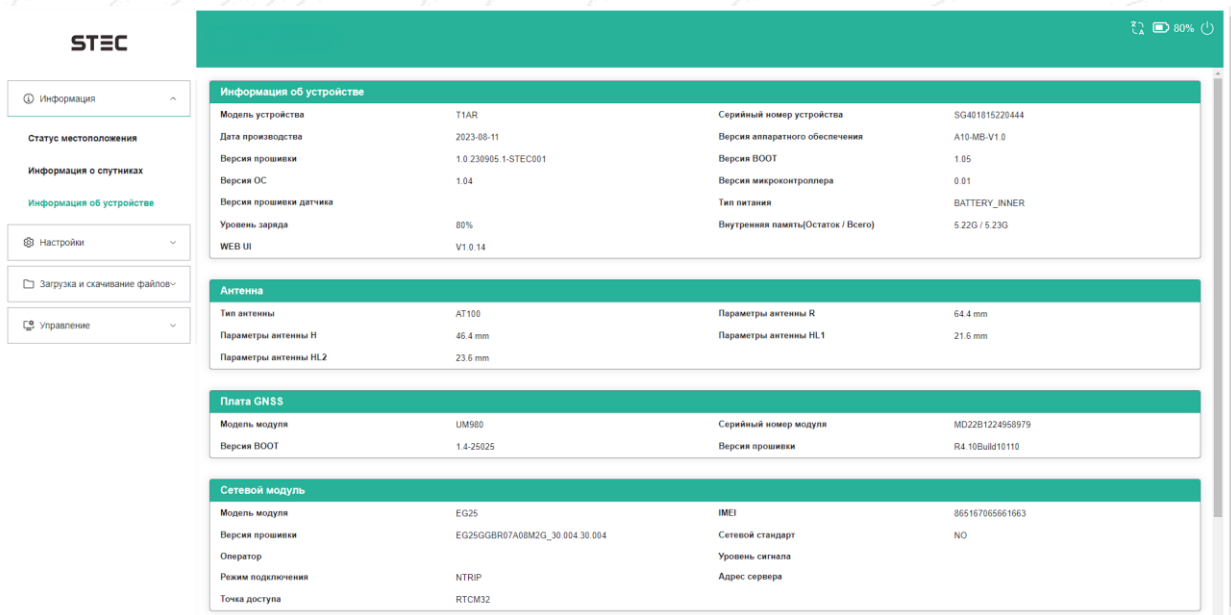 STEC
80%
Информация
Статус местоположения
Информация о спутниках
Информация об устройстве
Настройки
Загрузка и скачивание файлов
Управление
Информация об устройстве
Модель устройства T1AR Серийный номер устройства SG401815220444
Дата производства 2023-08-11 Версия аппаратного обеспечения A10-MB-V1.0
Версия прошивки 1.0.230905.1-STEC001 Версия BOOT 1.05
Версия ОС 1.04 Версия микроконтроллера 0.01
Версия прошивки датчика Тип питания BATTERY_INNER
Уровень заряда 80% Внутренняя память(Остаток / Всего) 5.22G / 5.23G
WEB UI V1.0.14
Антенна
Тип антенны AT100 Параметры антенны R 64.4 mm
Параметры антенны H 46.4 mm Параметры антенны HL1 21.6 mm
Параметры антенны HL2 23.6 mm
Плата GNSS
Модель модуля UM980 Серийный номер модуля MD22B1224958979
Версия BOOT 1.4-25025 Версия прошивки R4.10Build10110
Сетевой модуль
Модель модуля EG25 IMEI 865167065661663
Версия прошивки EG25GGBR07A08M2G_30.004.30.004 Сетевой стандарт NO
Оператор Уровень сигнала
Режим подключения NTRIP Адрес сервера
Точка доступа RTCM32